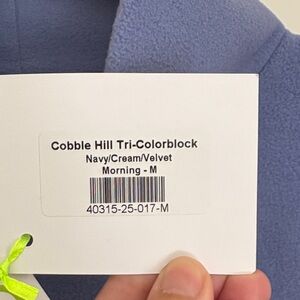 Cobble Hill Tri-Colorblock
Navy/Cream/Velvet
Morning - M
40315-25-017-M